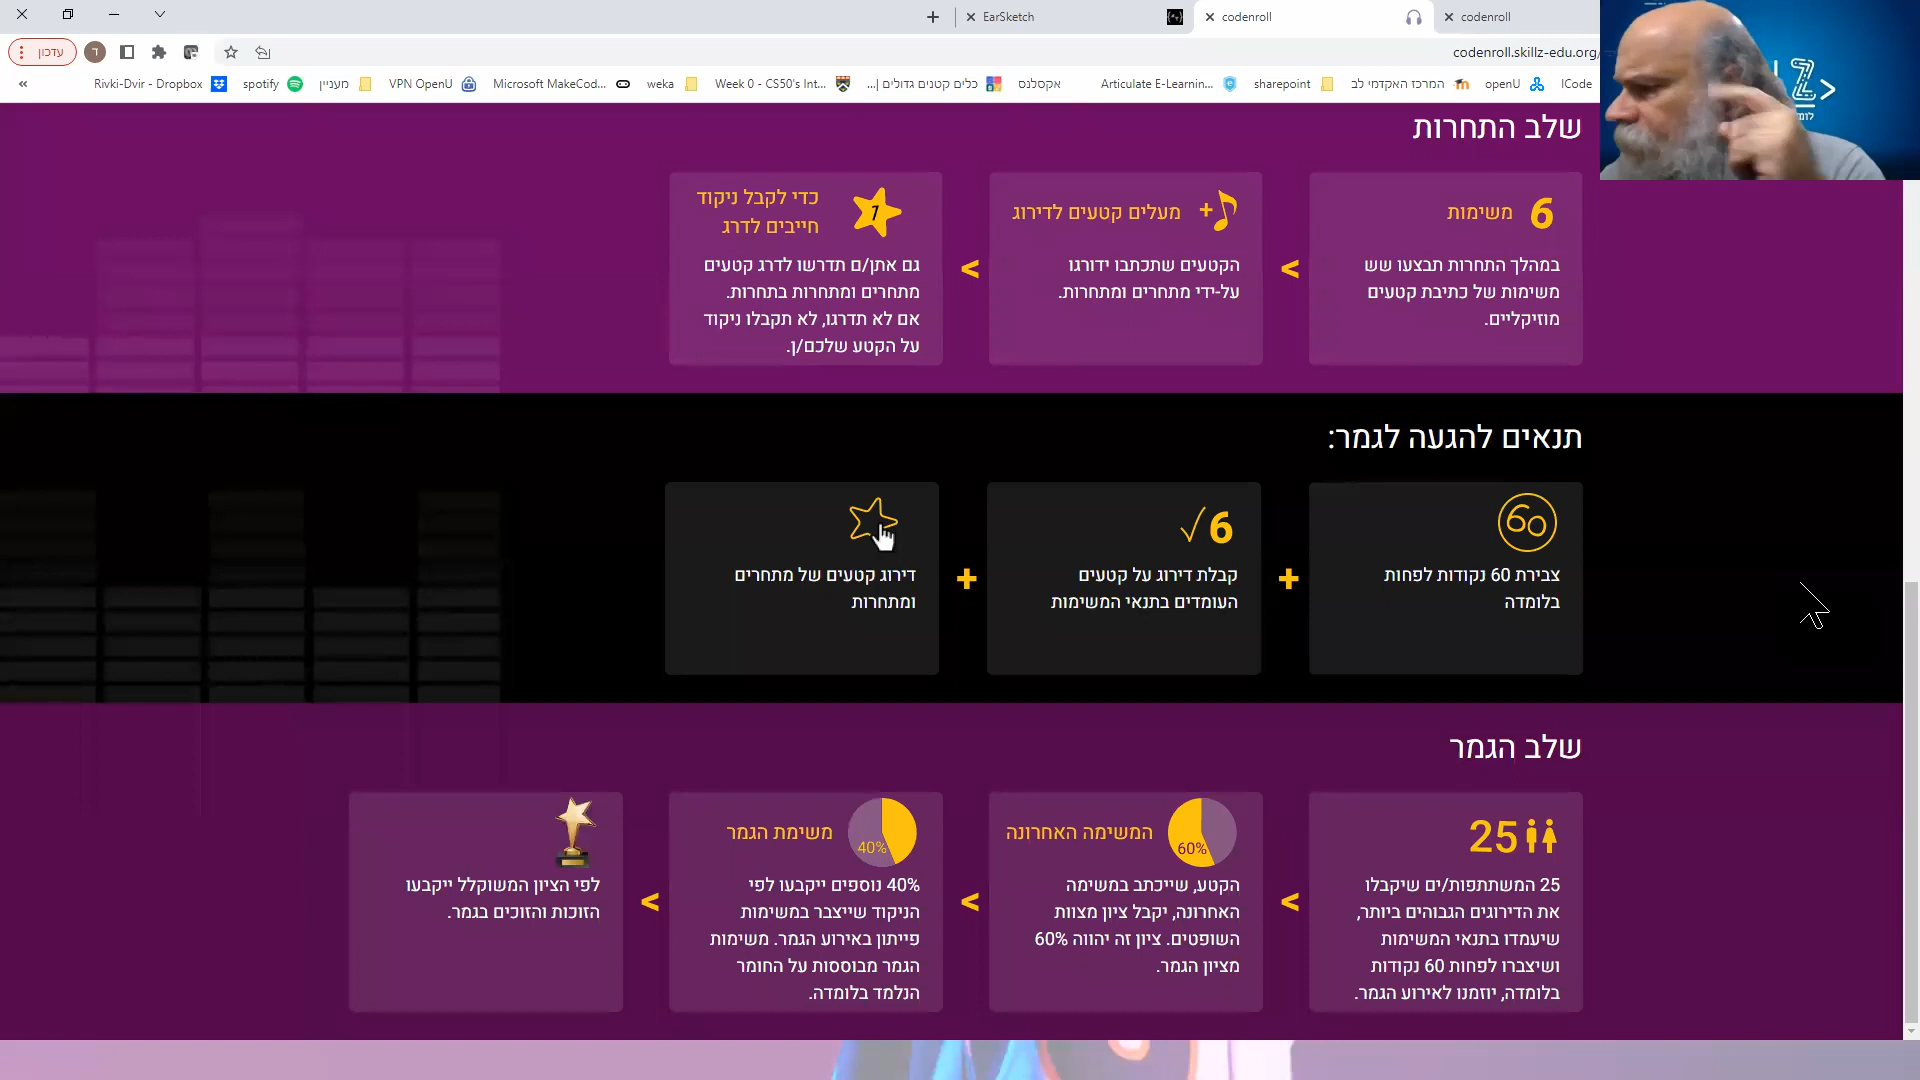 EarSketch
codenroll
codenroll
עדכון
ד
codenroll.skillz-edu.org/
Rivki-Dvir - Dropbox
spotify
מעניין
VPN OpenU
Microsoft MakeCod...
weka
Week 0 - CS50's Int...
כלים קטנים גדולים |...
אקסלנס
Articulate E-Learnin...
sharepoint
המרכז האקדמי לב
openU
ICode
שלב התחרות
6 משימות
במהלך התחרות תבצעו שש
משימות של כתיבת קטעים
מוזיקליים.
<
+ מעלים קטעים לדירוג
הקטעים שתכתבו ידורגו
על-ידי מתחרים ומתחרות.
<
1
כדי לקבל ניקוד
חייבים לדרג
גם אתן/ם תדרשו לדרג קטעים
מתחרים ומתחרות בתחרות.
אם לא תדרגו, לא תקבלו ניקוד
על הקטע שלכם/ן.
תנאים להגעה לגמר:
60
צבירת 60 נקודות לפחות
בלומדה
+
6 √
קבלת דירוג על קטעים
העומדים בתנאי המשימות
+
דירוג קטעים של מתחרים
ומתחרות
שלב הגמר
25
25 המשתתפות/ים שיקבלו
את הדירוגים הגבוהים ביותר,
שיעמדו בתנאי המשימות
ושיצברו לפחות 60 נקודות
בלומדה, יוזמנו לאירוע הגמר.
<
60%
המשימה האחרונה
הקטע, שייכתב במשימה
האחרונה, יקבל ציון מצוות
השופטים. ציון זה יהווה 60%
מציון הגמר.
<
40%
משימת הגמר
40% נוספים ייקבעו לפי
הניקוד שייצבר במשימות
פייתון באירוע הגמר. משימות
הגמר מבוססות על החומר
הנלמד בלומדה.
<
לפי הציון המשוקלל ייקבעו
הזוכות והזוכים בגמר.